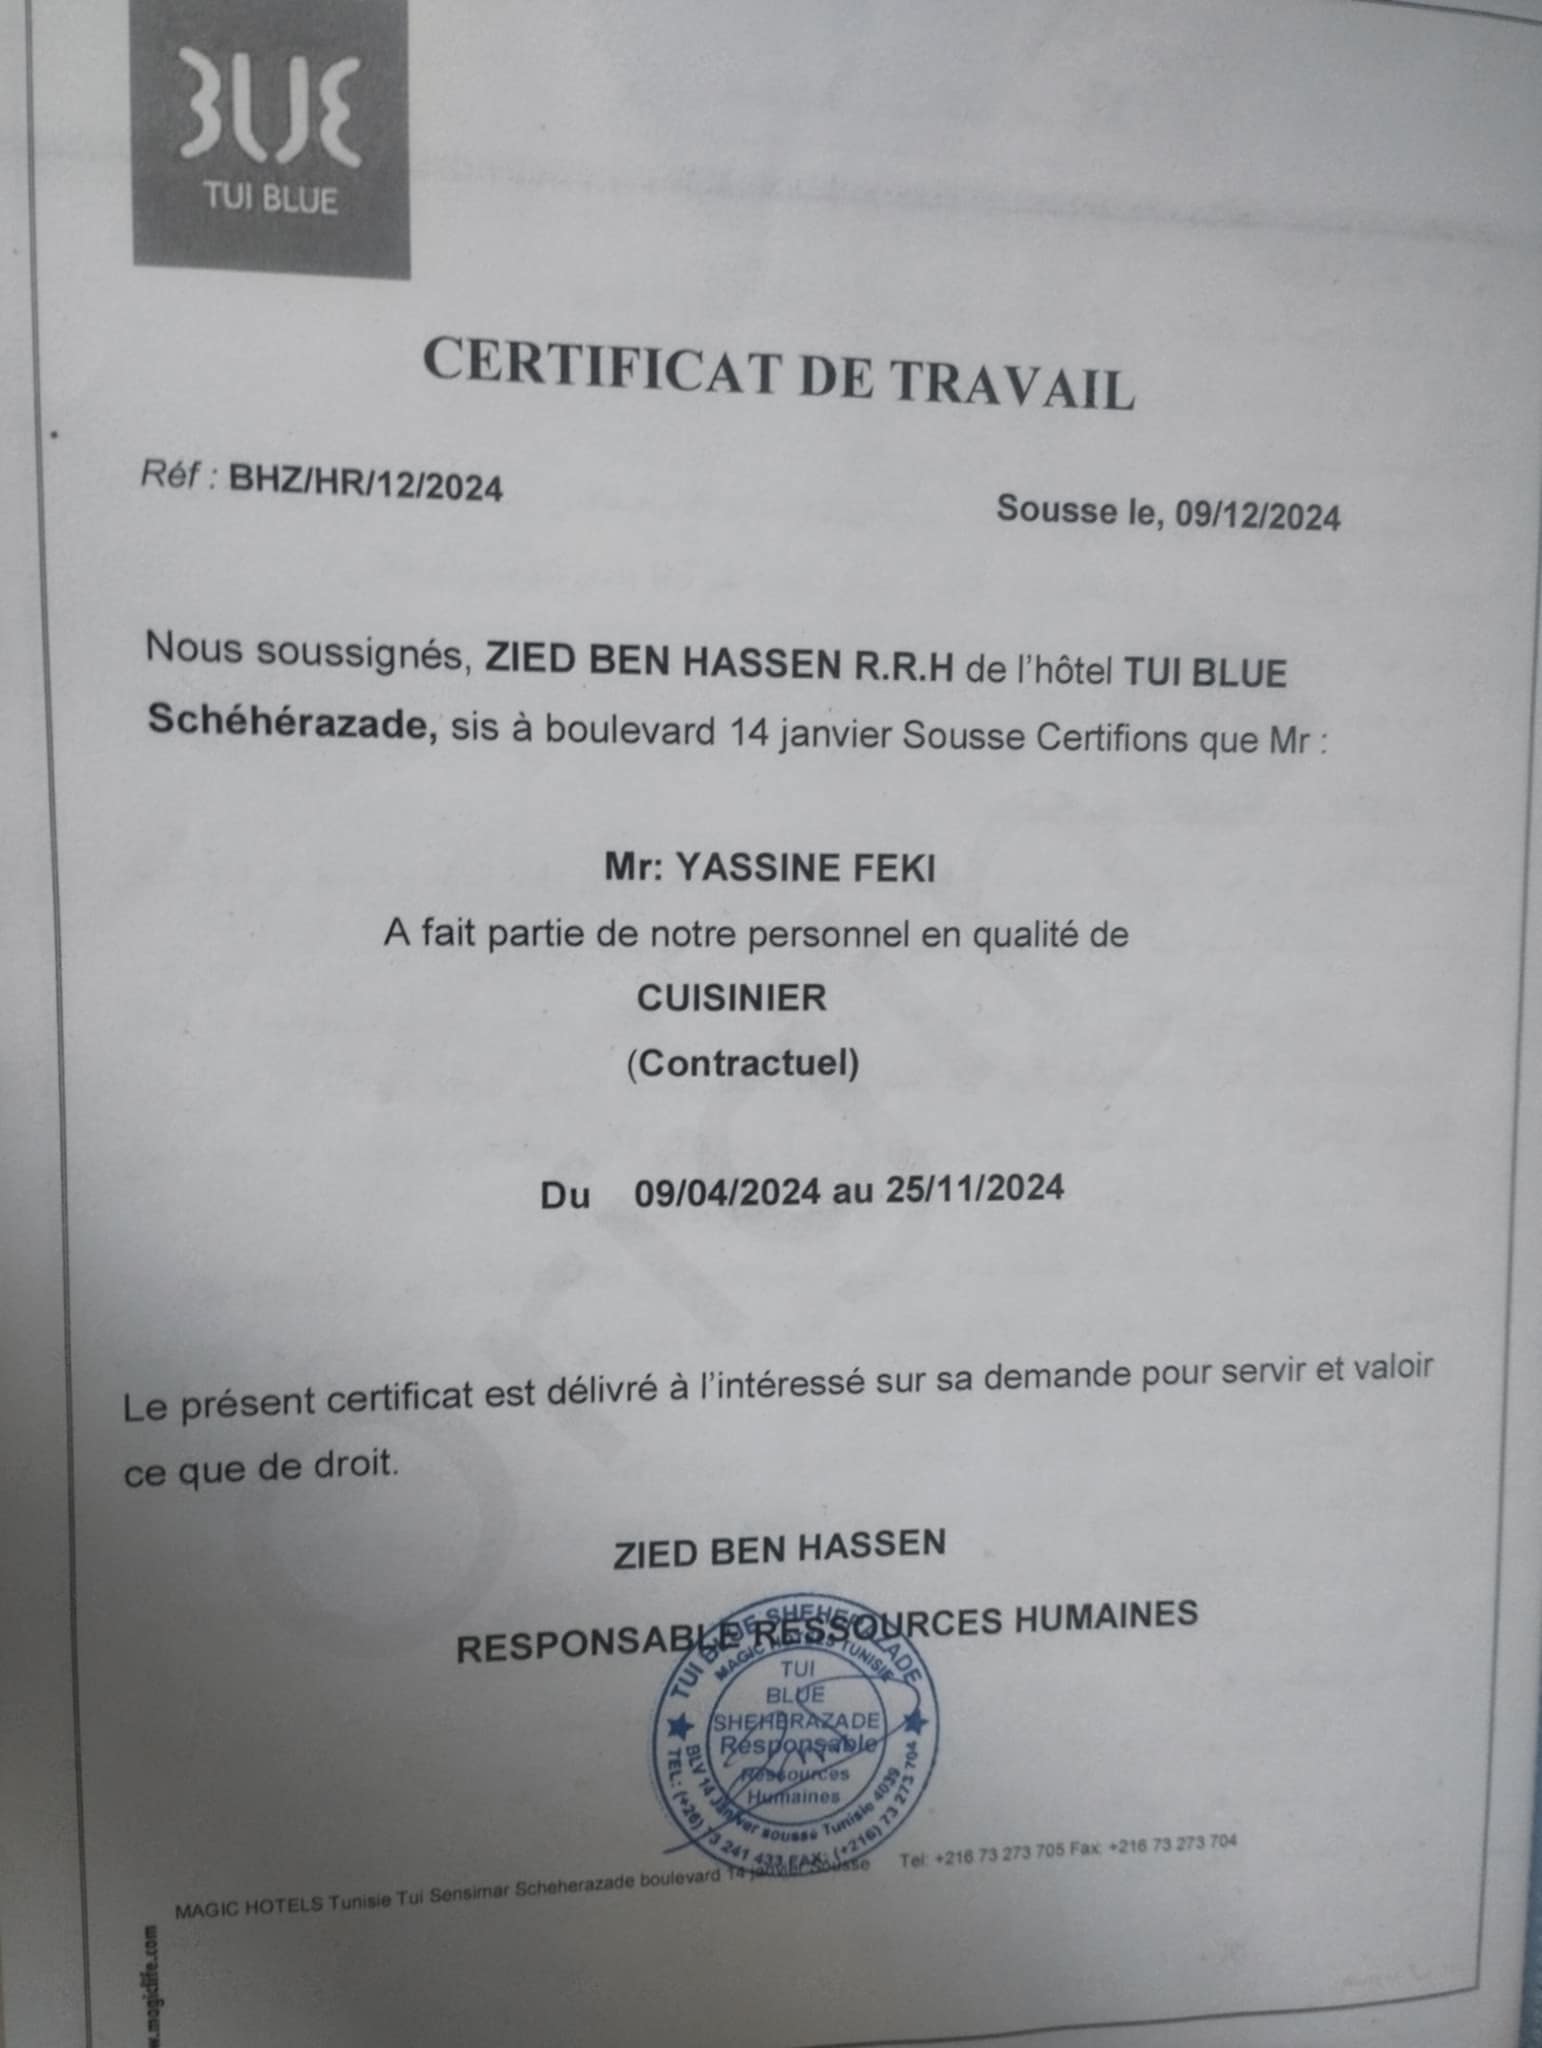 BUE
TUI BLUE
CERTIFICAT DE TRAVAIL
Réf : BHZ/HR/12/2024
Sousse le, 09/12/2024
Nous soussignés, ZIED BEN HASSEN R.R.H de l'hôtel TUI BLUE
Schéhérazade, sis à boulevard 14 janvier Sousse Certifions que Mr :
Mr: YASSINE FEKI
A fait partie de notre personnel en qualité de
CUISINIER
(Contractuel)
Du 09/04/2024 au 25/11/2024
Le présent certificat est délivré à l'intéressé sur sa demande pour servir et valoir
ce que de droit.
ZIED BEN HASSEN
RESPONSABLE RESSOURCES HUMAINES
TUI BLUE SHEHERAZADE
MAGIC HOTELS TUNISIE
TUI
BLUE
SHEHERAZADE
Responsable
Ressources
Humaines
BLV 14 Janvier sousse Tunisie 4039
TEL: (+26) 73 241 433 FAX: (+216) 73 273 704
MAGIC HOTELS Tunisie Tui Sensimar Scheherazade boulevard 14 janvier Sousse Tel: +216 73 273 705 Fax: +216 73 273 704
w.magiclife.com